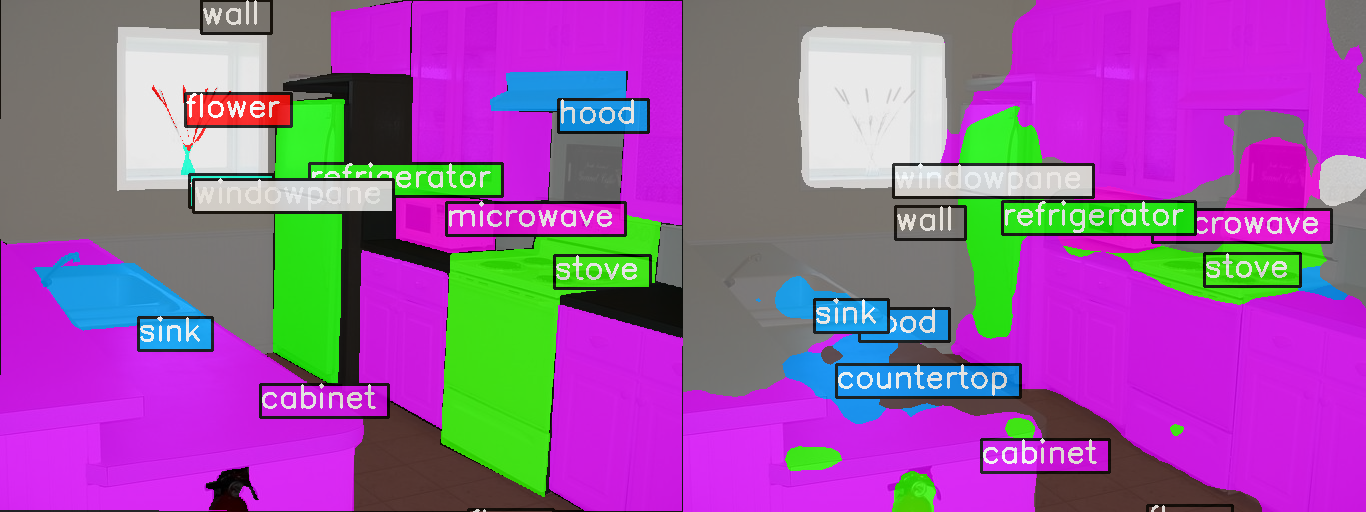 wall
flower
hood
refrigerator
windowpane
microwave
stove
sink
cabinet
windowpane
wall
refrigerator
crowave
stove
sink
ood
countertop
cabinet